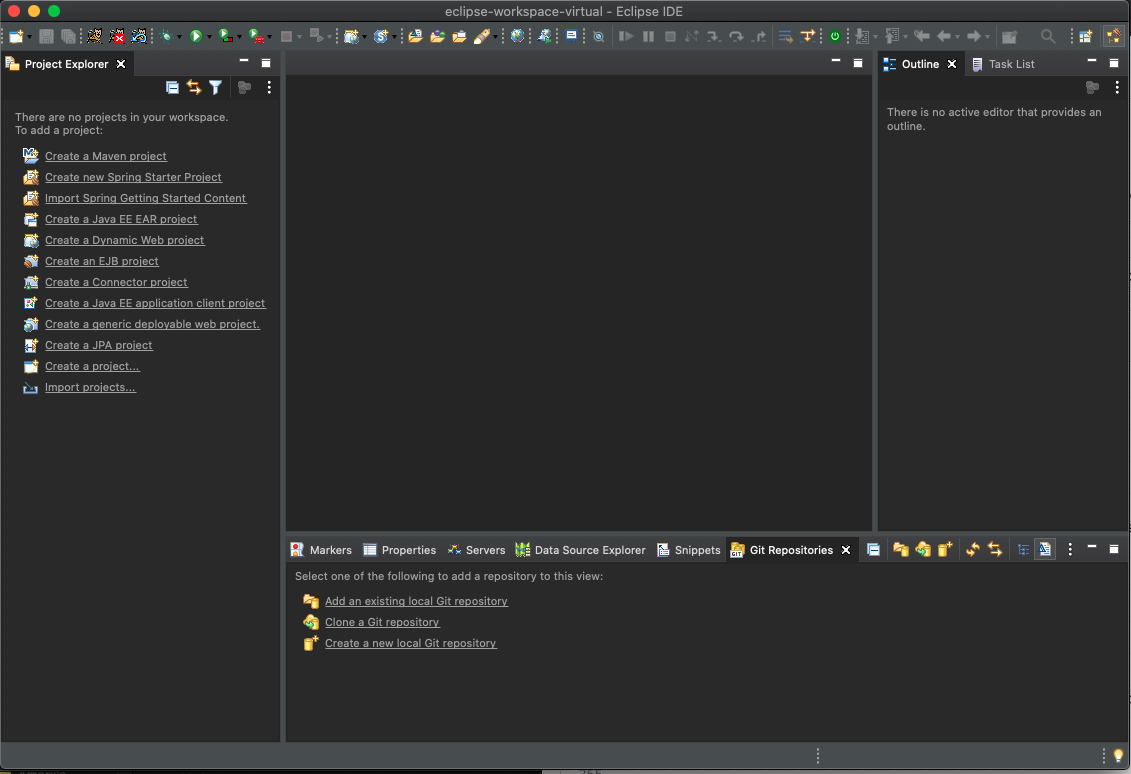 eclipse-workspace-virtual - Eclipse IDE
Project Explorer
There are no projects in your workspace.
To add a project:
Create a Maven project
Create new Spring Starter Project
Import Spring Getting Started Content
Create a Java EE EAR project
Create a Dynamic Web project
Create an EJB project
Create a Connector project
Create a Java EE application client project
Create a generic deployable web project.
Create a JPA project
Create a project...
Import projects...
Outline
Task List
There is no active editor that provides an
outline.
Markers
Properties
Servers
Data Source Explorer
Snippets
GIT
Git Repositories
Select one of the following to add a repository to this view:
Add an existing local Git repository
Clone a Git repository
Create a new local Git repository